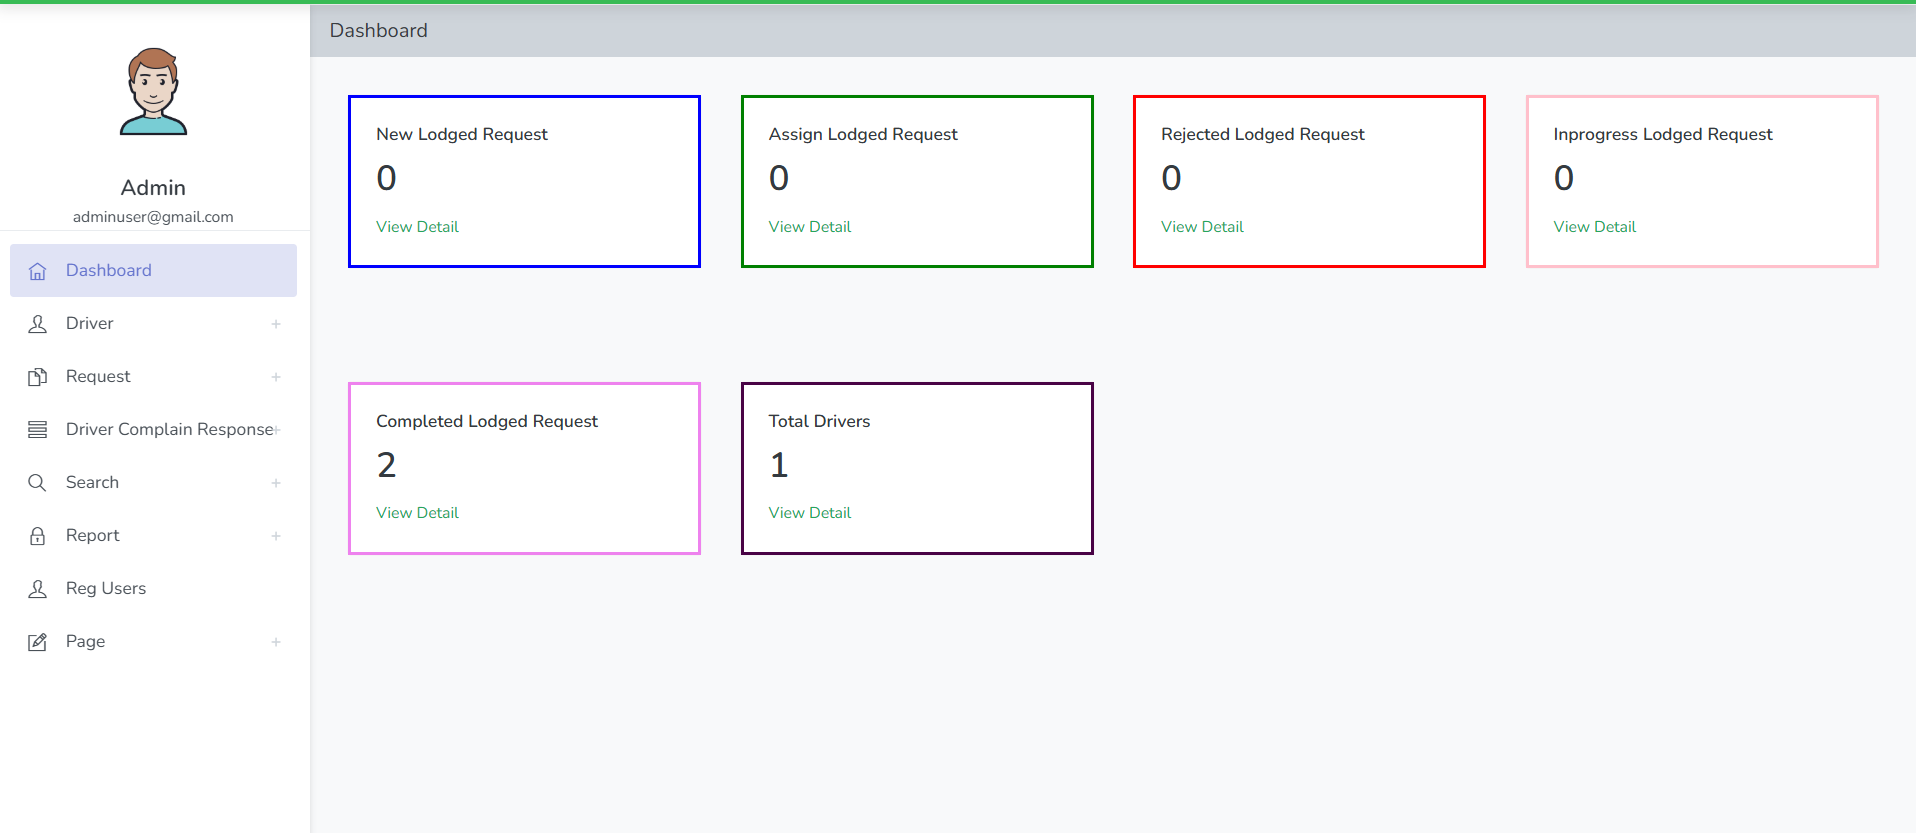 Dashboard
Admin
adminuser@gmail.com
Dashboard
Driver +
Request +
Driver Complain Response +
Search +
Report +
Reg Users
Page +
New Lodged Request
0
View Detail
Assign Lodged Request
0
View Detail
Rejected Lodged Request
0
View Detail
Inprogress Lodged Request
0
View Detail
Completed Lodged Request
2
View Detail
Total Drivers
1
View Detail